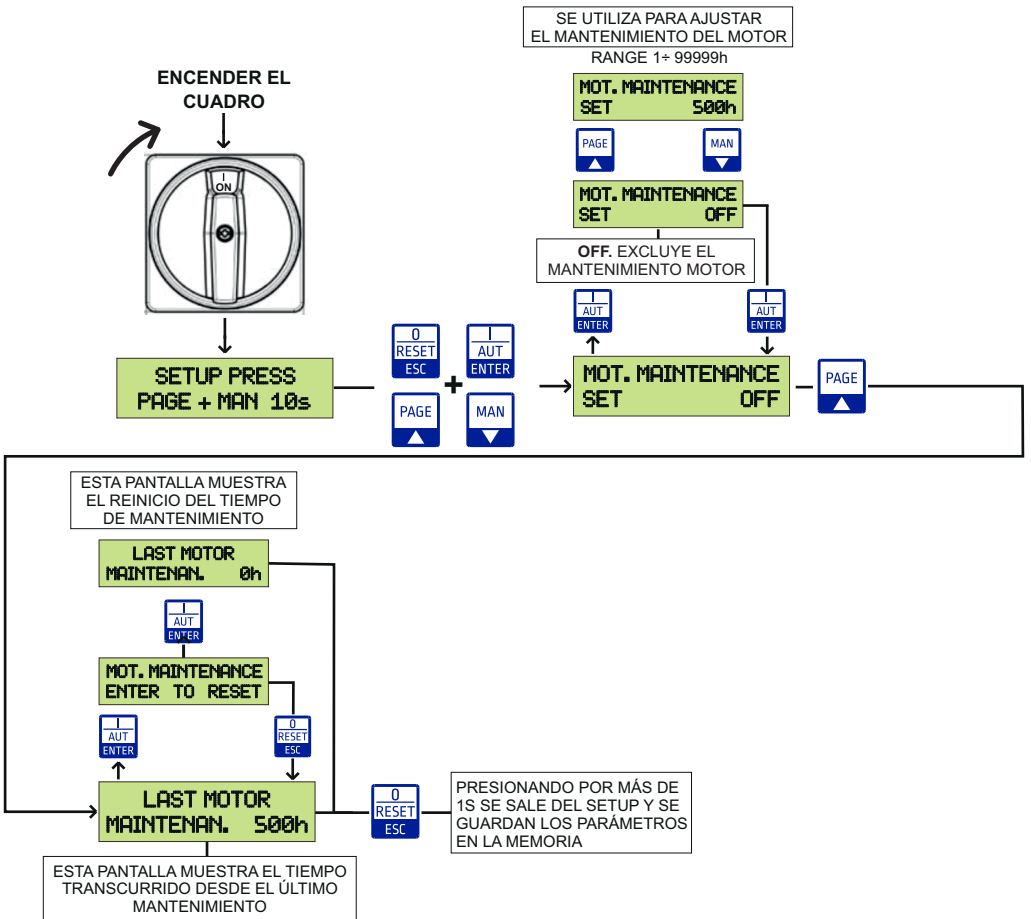 SE UTILIZA PARA AJUSTAR
EL MANTENIMIENTO DEL MOTOR
RANGE 1÷ 99999h
MOT. MAINTENANCE
SET 500h
PAGE
MAN
MOT. MAINTENANCE
SET OFF
OFF. EXCLUYE EL
MANTENIMIENTO MOTOR
I
AUT
ENTER
I
AUT
ENTER
ENCENDER EL
CUADRO
I
ON
SETUP PRESS
PAGE + MAN 10s
0
RESET
ESC
I
AUT
ENTER
+
PAGE
MAN
MOT. MAINTENANCE
SET OFF
PAGE
ESTA PANTALLA MUESTRA
EL REINICIO DEL TIEMPO
DE MANTENIMIENTO
LAST MOTOR
MAINTENAN. 0h
I
AUT
ENTER
MOT. MAINTENANCE
ENTER TO RESET
I
AUT
ENTER
0
RESET
ESC
LAST MOTOR
MAINTENAN. 500h
0
RESET
ESC
PRESIONANDO POR MÁS DE
1S SE SALE DEL SETUP Y SE
GUARDAN LOS PARÁMETROS
EN LA MEMORIA
ESTA PANTALLA MUESTRA EL TIEMPO
TRANSCURRIDO DESDE EL ÚLTIMO
MANTENIMIENTO